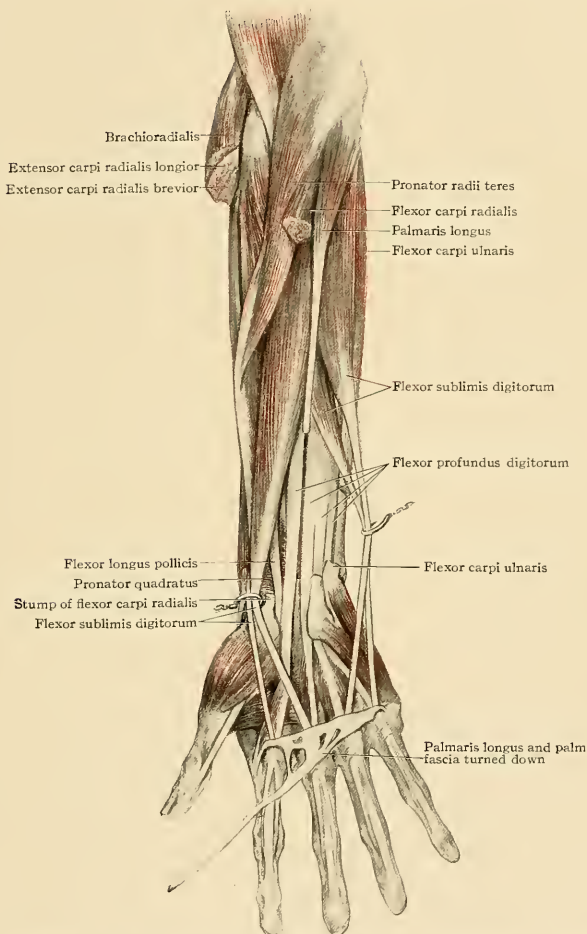 Brachioradialis
Extensor carpi radialis longior
Extensor carpi radialis brevior
Pronator radii teres
Flexor carpi radialis
Palmaris longus
Flexor carpi ulnaris
Flexor sublimis digitorum
Flexor profundus digitorum
Flexor longus pollicis
Pronator quadratus
Stump of flexor carpi radialis
Flexor sublimis digitorum
Flexor carpi ulnaris
Palmaris longus and palm
fascia turned down